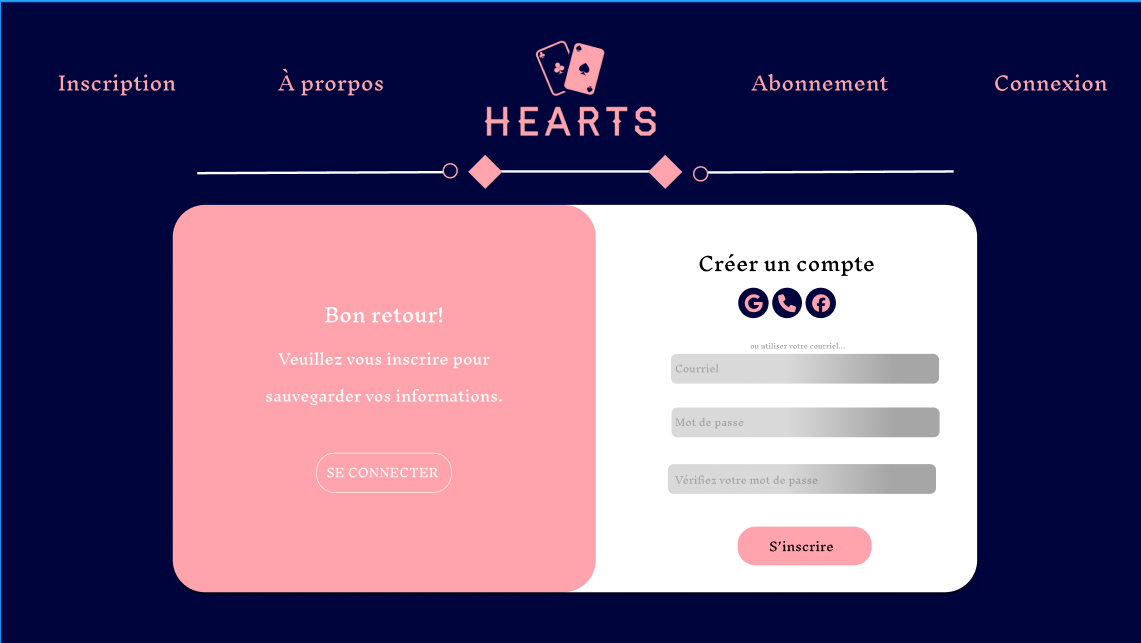 Inscription
À prorpos
HEARTS
Abonnement
Connexion
Bon retour!
Veuillez vous inscrire pour
sauvegarder vos informations.
SE CONNECTER
Créer un compte
ou utiliser votre courriel...
Courriel
Mot de passe
Vérifiez votre mot de passe
S'inscrire